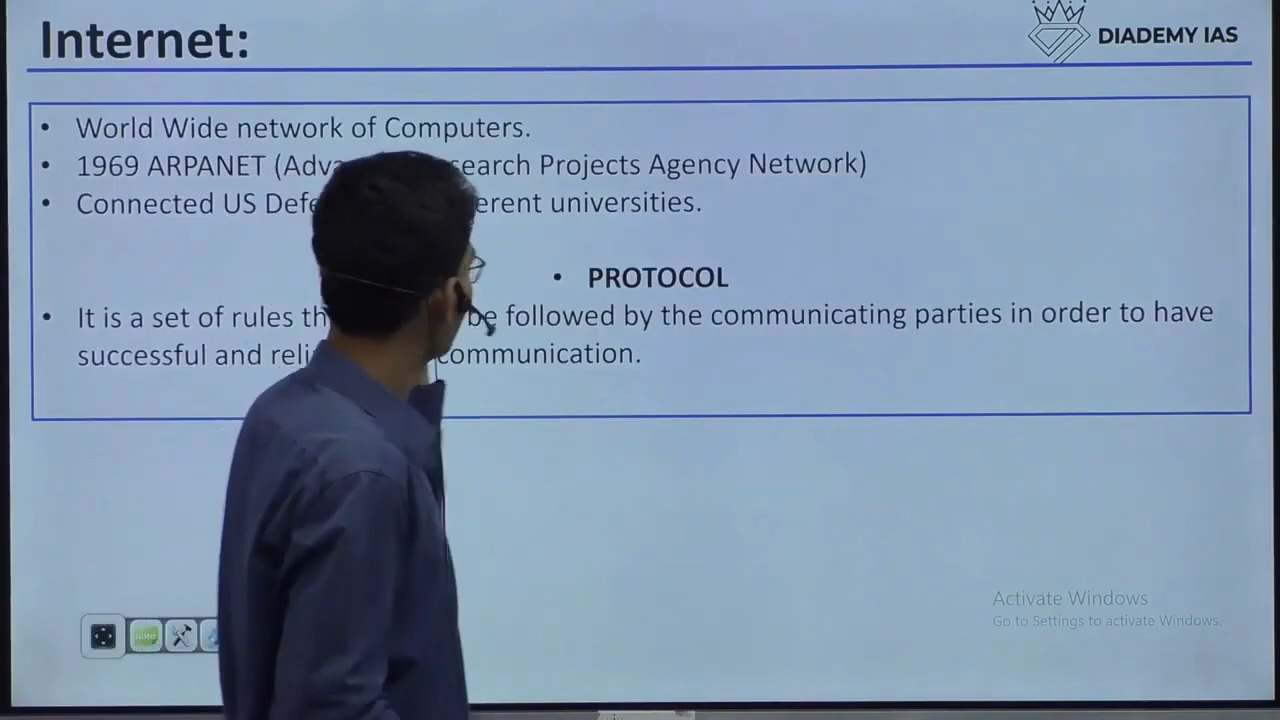 Internet:
DIADEMY IAS
• World Wide network of Computers.
• 1969 ARPANET (Adva earch Projects Agency Network)
• Connected US Defe erent universities.
• PROTOCOL
• It is a set of rules th be followed by the communicating parties in order to have
successful and reli communication.
Activate Windows
Go to Settings to activate Windows.
note